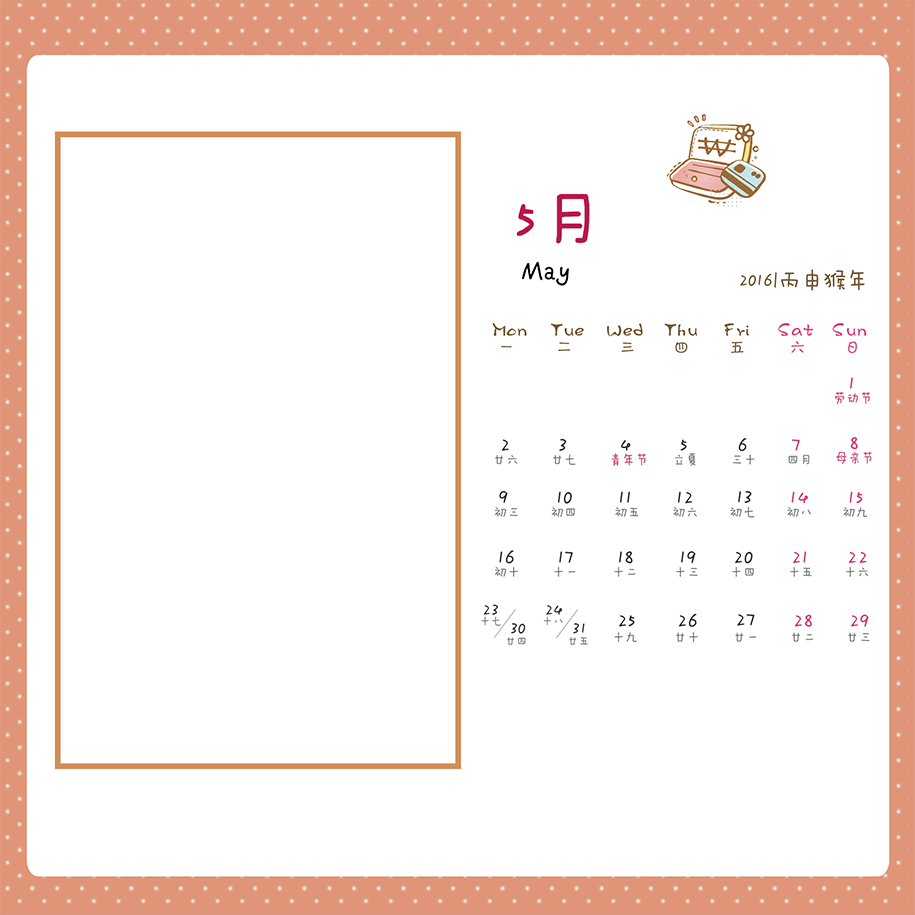 ₩
5月
May
2016|丙申猴年
Mon Tue Wed Thu Fri Sat Sun
一 二 三 四 五 六 日
1
劳动节
2 3 4 5 6 7 8
廿六 廿七 青年节 立夏 三十 四月 母亲节
9 10 11 12 13 14 15
初三 初四 初五 初六 初七 初八 初九
16 17 18 19 20 21 22
初十 十一 十二 十三 十四 十五 十六
23/30 24/31 25 26 27 28 29
十七 廿四 十八 廿五 十九 廿十 廿一 廿二 廿三